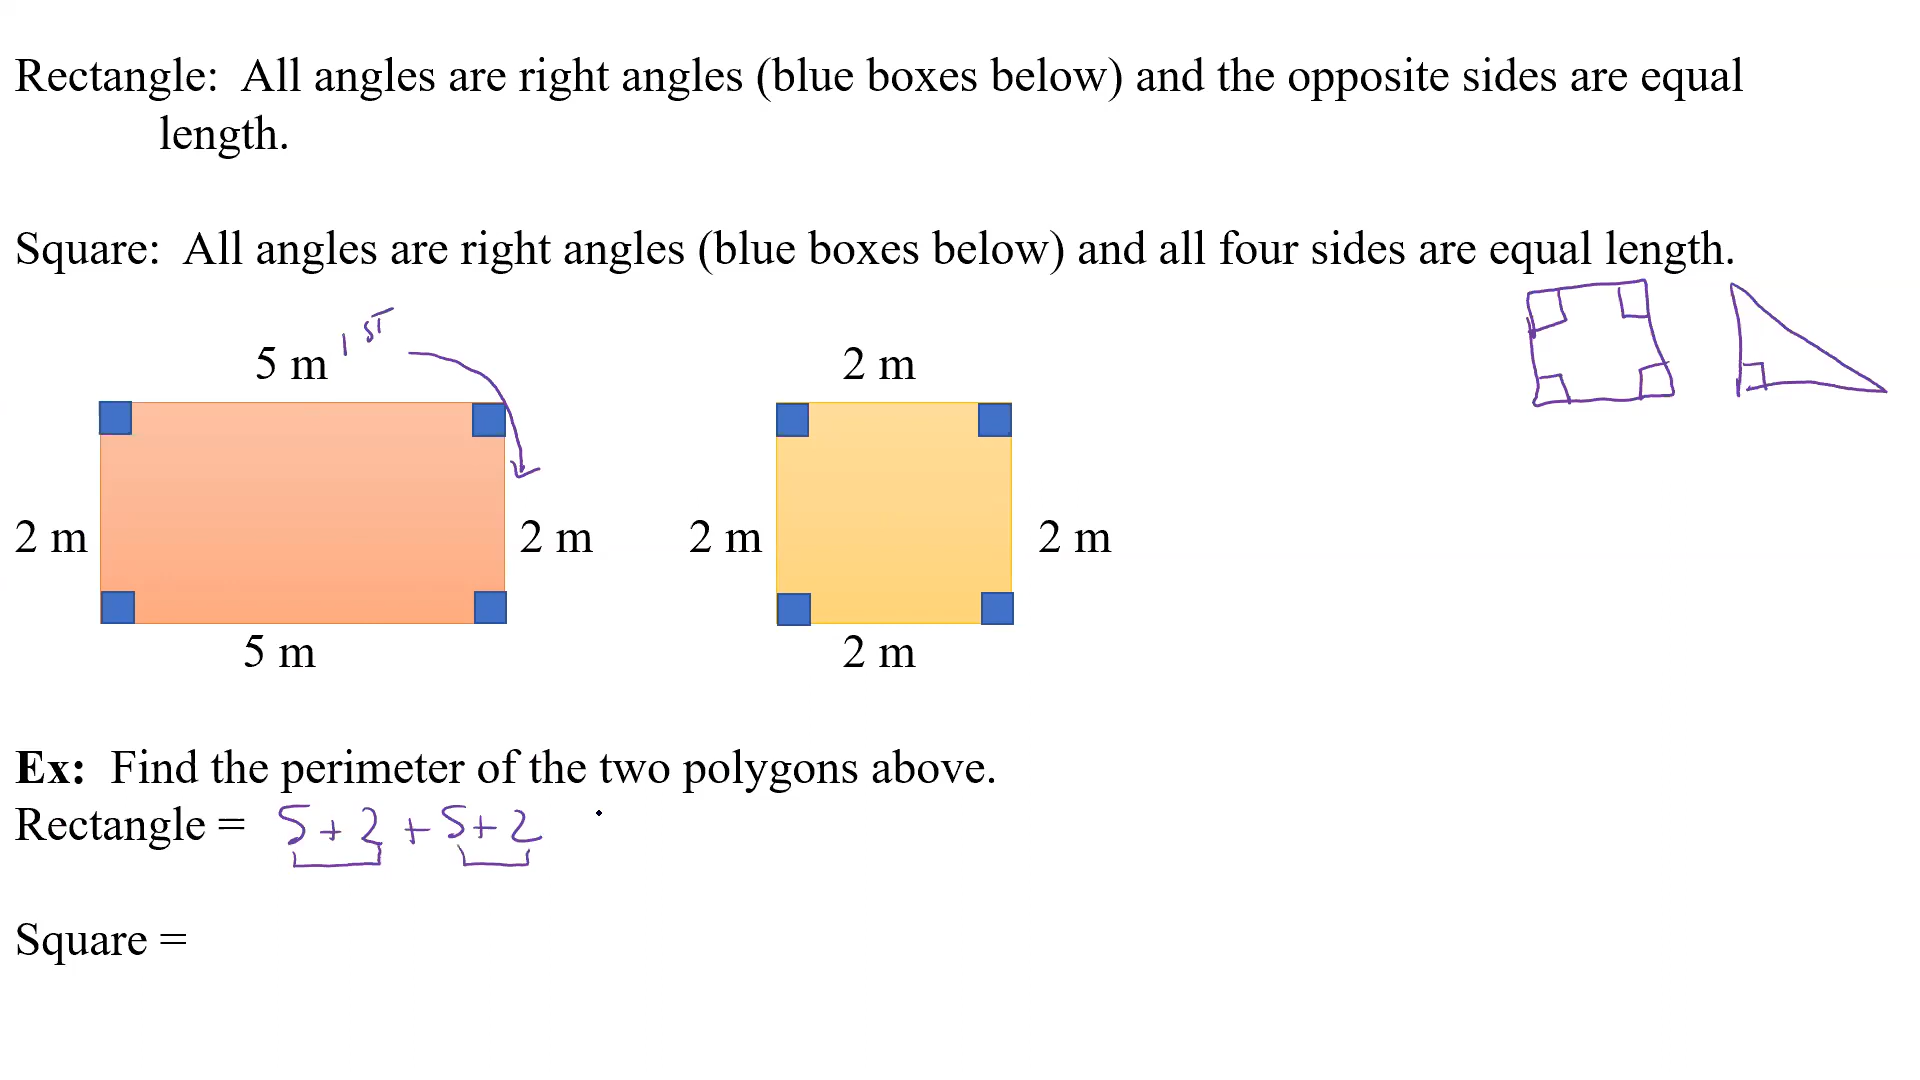 Rectangle: All angles are right angles (blue boxes below) and the opposite sides are equal
length.
Square: All angles are right angles (blue boxes below) and all four sides are equal length.
5 m 1 ST
2 m
2 m
2 m
5 m
2 m
2 m
2 m
Ex: Find the perimeter of the two polygons above.
Rectangle = 5 + 2 + 5 + 2
Square =